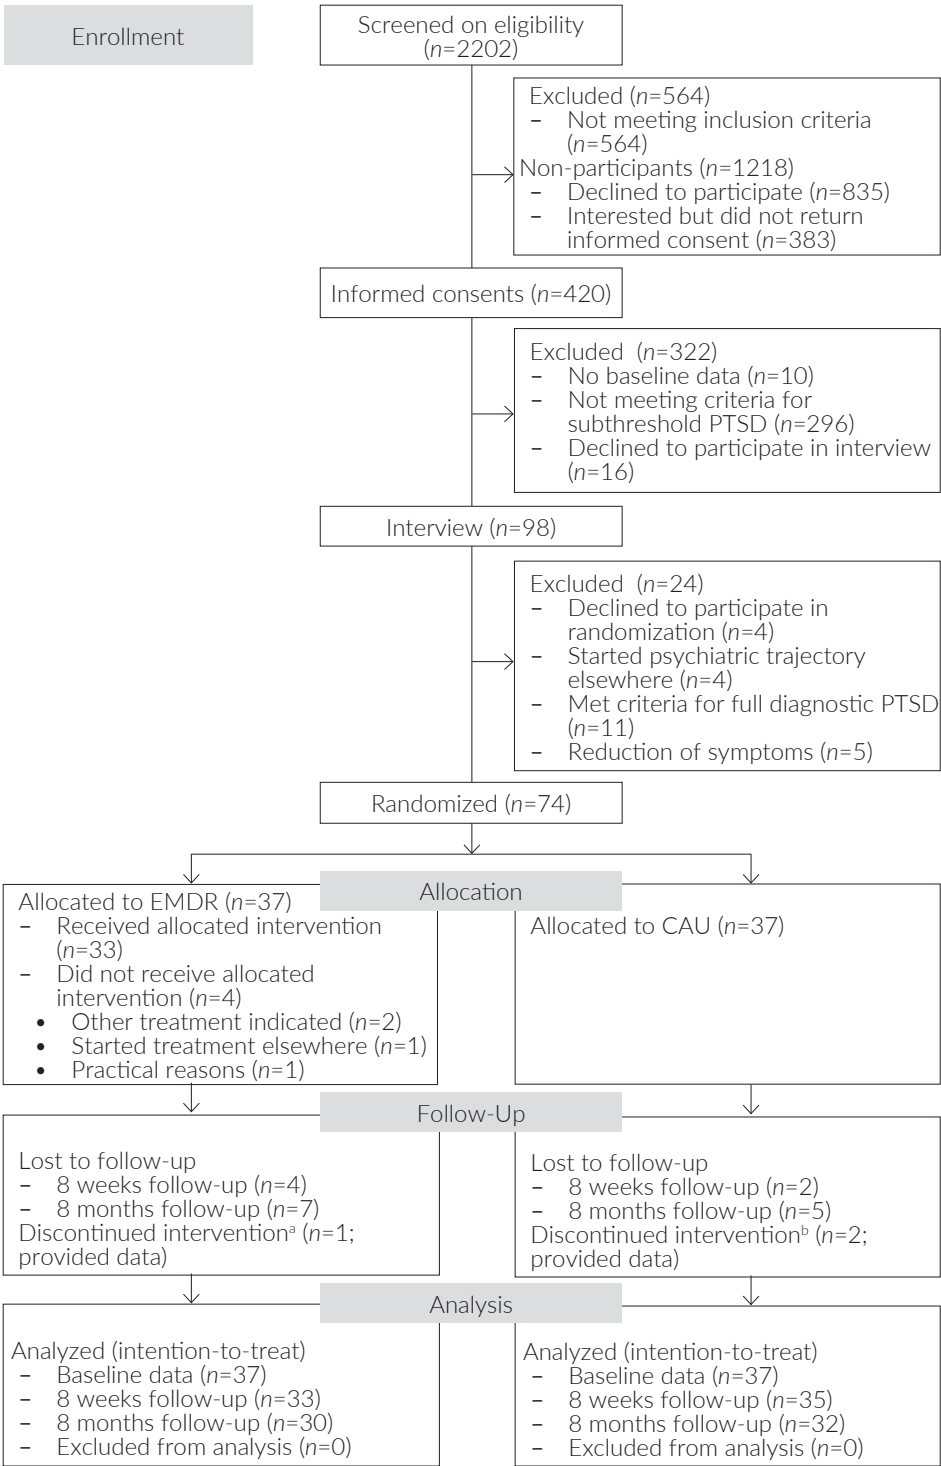 Enrollment
Screened on eligibility
(n=2202)
Excluded (n=564)
– Not meeting inclusion criteria
(n=564)
Non-participants (n=1218)
– Declined to participate (n=835)
– Interested but did not return
informed consent (n=383)
Informed consents (n=420)
Excluded (n=322)
– No baseline data (n=10)
– Not meeting criteria for
subthreshold PTSD (n=296)
– Declined to participate in interview
(n=16)
Interview (n=98)
Excluded (n=24)
– Declined to participate in
randomization (n=4)
– Started psychiatric trajectory
elsewhere (n=4)
– Met criteria for full diagnostic PTSD
(n=11)
– Reduction of symptoms (n=5)
Randomized (n=74)
Allocation
Allocated to EMDR (n=37)
– Received allocated intervention
(n=33)
– Did not receive allocated
intervention (n=4)
• Other treatment indicated (n=2)
• Started treatment elsewhere (n=1)
• Practical reasons (n=1)
Allocated to CAU (n=37)
Follow-Up
Lost to follow-up
– 8 weeks follow-up (n=4)
– 8 months follow-up (n=7)
Discontinued interventionᵃ (n=1;
provided data)
Lost to follow-up
– 8 weeks follow-up (n=2)
– 8 months follow-up (n=5)
Discontinued interventionᵇ (n=2;
provided data)
Analysis
Analyzed (intention-to-treat)
– Baseline data (n=37)
– 8 weeks follow-up (n=33)
– 8 months follow-up (n=30)
– Excluded from analysis (n=0)
Analyzed (intention-to-treat)
– Baseline data (n=37)
– 8 weeks follow-up (n=35)
– 8 months follow-up (n=32)
– Excluded from analysis (n=0)